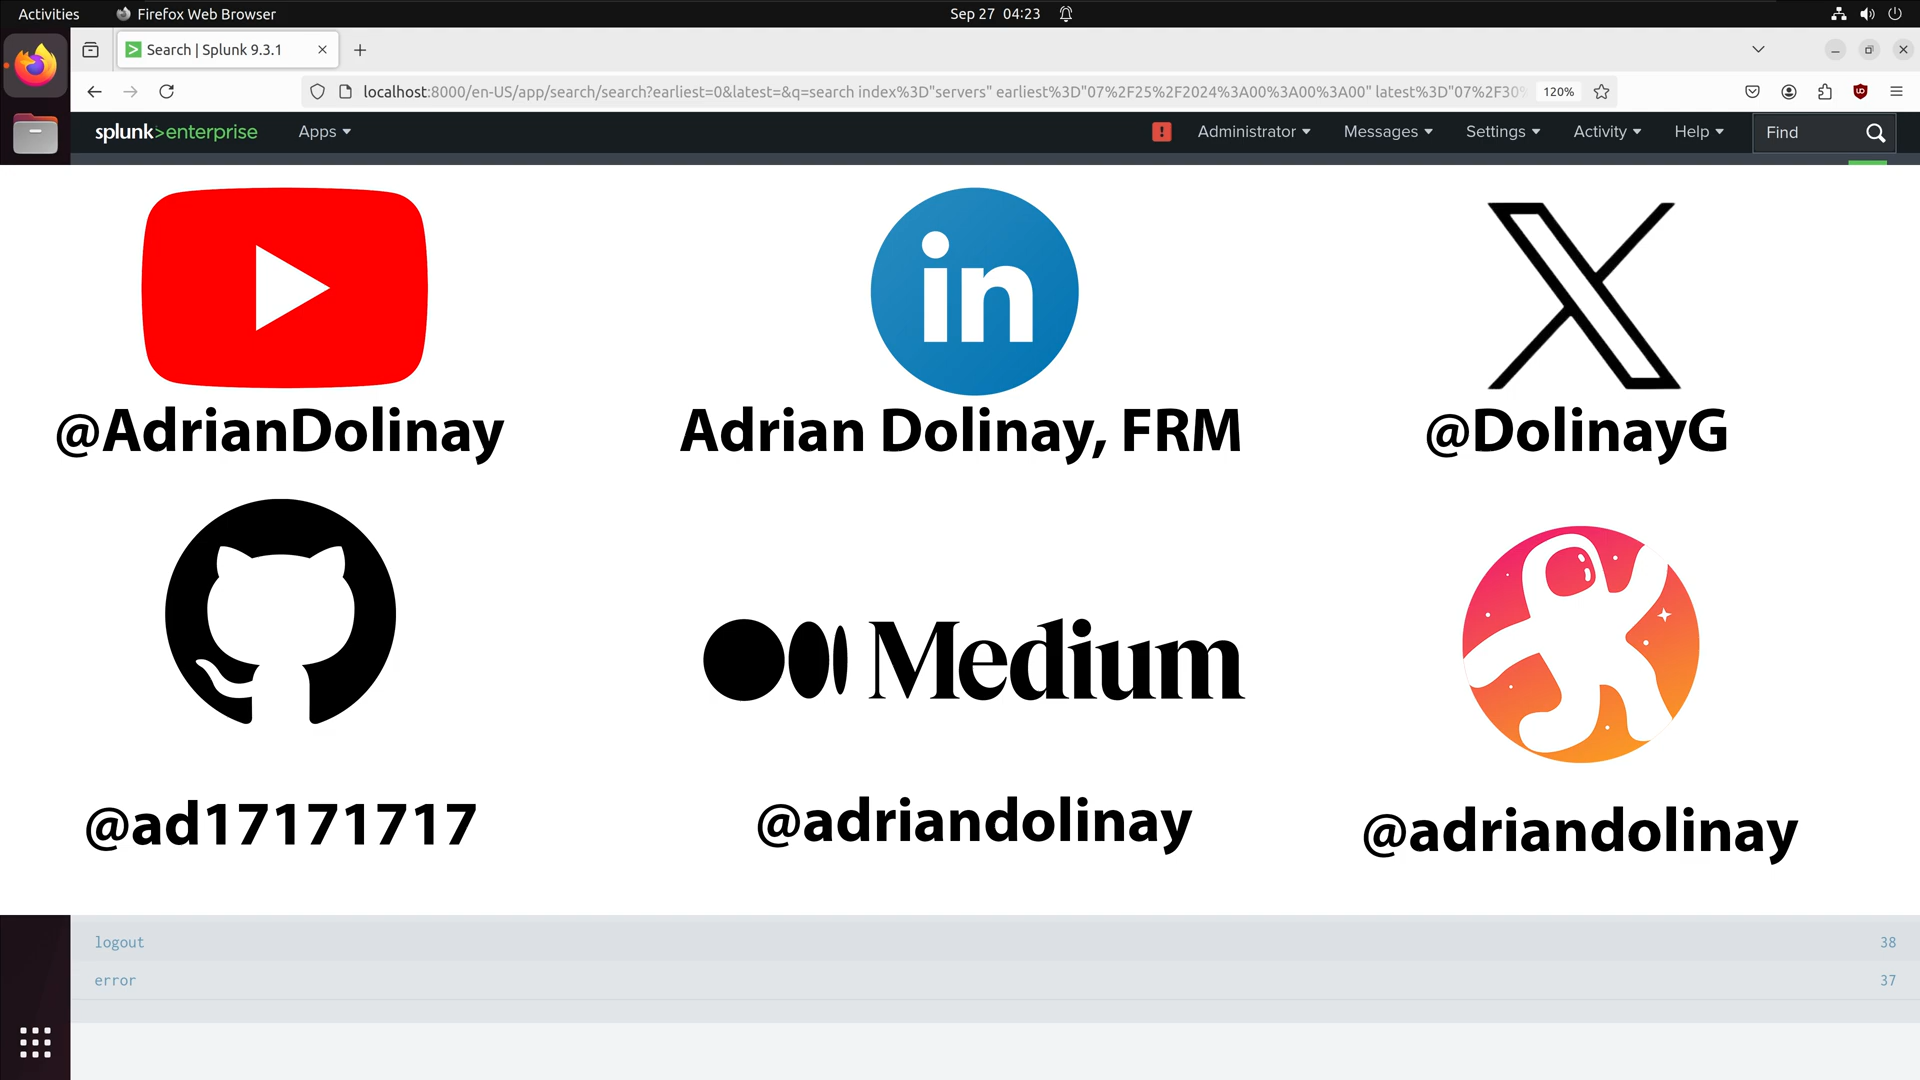 Activities Firefox Web Browser Sep 27 04:23
Search | Splunk 9.3.1
localhost:8000/en-US/app/search/search?earliest=0&latest=&q=search index%3D"servers" earliest%3D"07%2F25%2F2024%3A00%3A00%3A00" latest%3D"07%2F30% 120%
splunk>enterprise Apps Administrator Messages Settings Activity Help Find
in
@AdrianDolinay Adrian Dolinay, FRM @DolinayG
Medium
@ad17171717 @adriandolinay @adriandolinay
logout 38
error 37